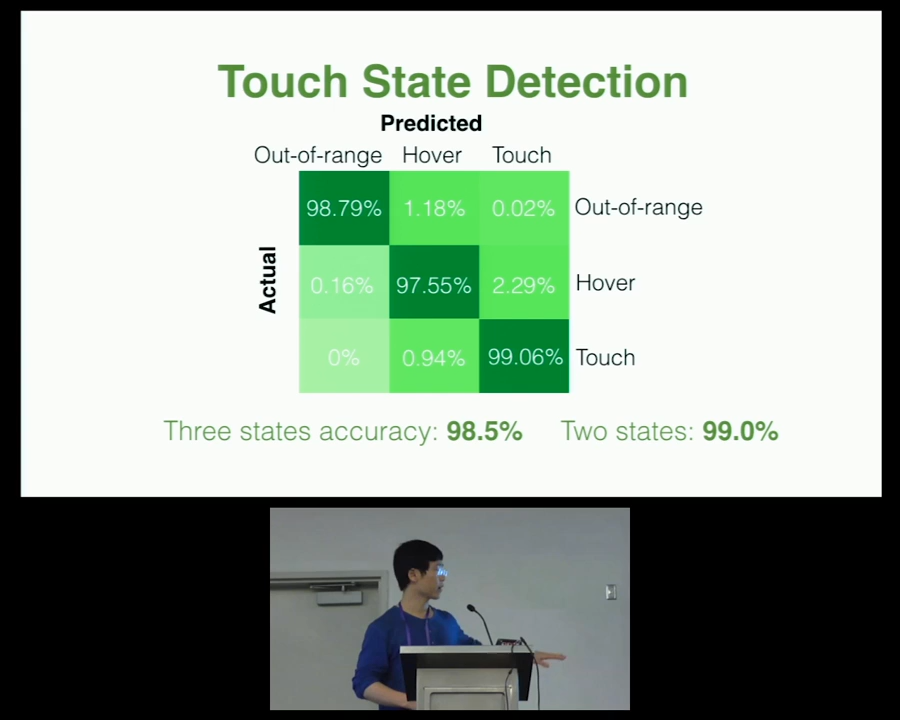 Touch State Detection
Predicted
Out-of-range Hover Touch
98.79% 1.18% 0.02% Out-of-range
Actual
0.16% 97.55% 2.29% Hover
0% 0.94% 99.06% Touch
Three states accuracy: 98.5% Two states: 99.0%